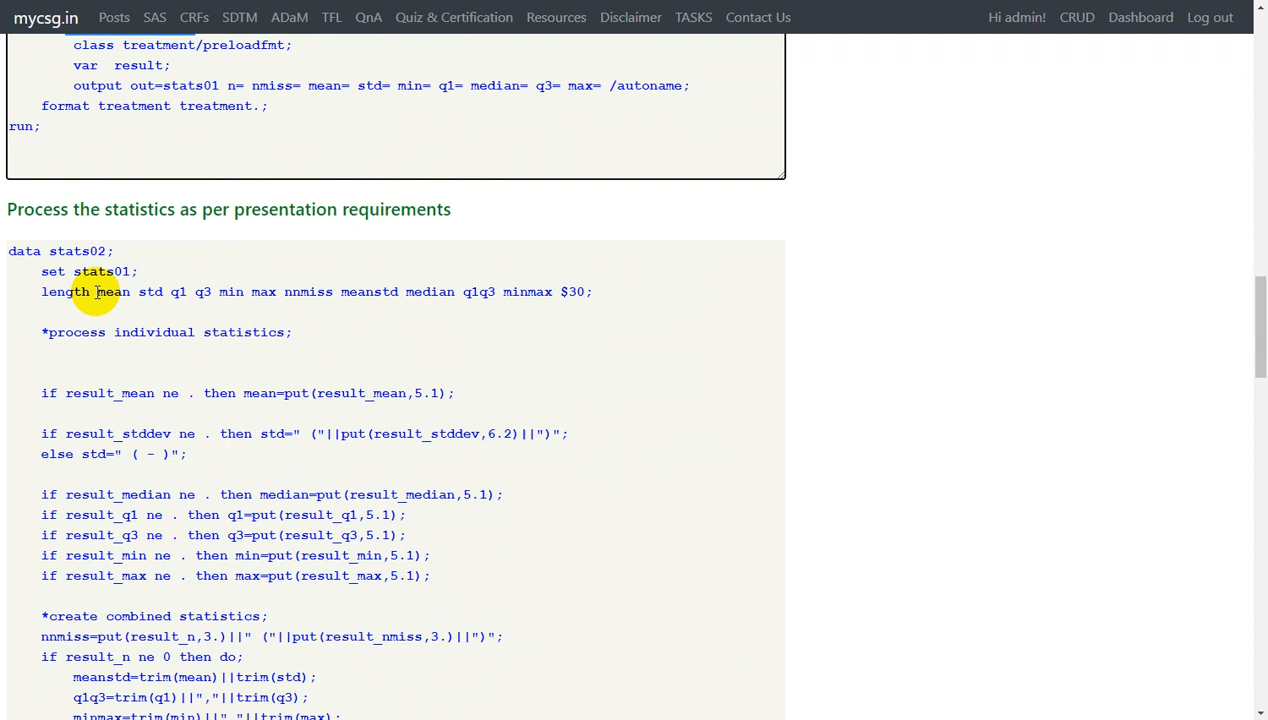 mycsg.in Posts SAS CRFs SDTM ADaM TFL QnA Quiz & Certification Resources Disclaimer TASKS Contact Us Hi admin! CRUD Dashboard Log out
class treatment/preloadfmt;
var  result;
output out=stats01 n= nmiss= mean= std= min= q1= median= q3= max= /autoname;
format treatment treatment.;
run;
Process the statistics as per presentation requirements
data stats02;
set stats01;
length mean std q1 q3 min max nnmiss meanstd median q1q3 minmax $30;
*process individual statistics;
if result_mean ne . then mean=put(result_mean,5.1);
if result_stddev ne . then std=" ("||put(result_stddev,6.2)||")";
else std=" ( - )";
if result_median ne . then median=put(result_median,5.1);
if result_q1 ne . then q1=put(result_q1,5.1);
if result_q3 ne . then q3=put(result_q3,5.1);
if result_min ne . then min=put(result_min,5.1);
if result_max ne . then max=put(result_max,5.1);
*create combined statistics;
nnmiss=put(result_n,3.)||" ("||put(result_nmiss,3.)||")";
if result_n ne 0 then do;
meanstd=trim(mean)||trim(std);
q1q3=trim(q1)||","||trim(q3);
minmax=trim(min)||","||trim(max);